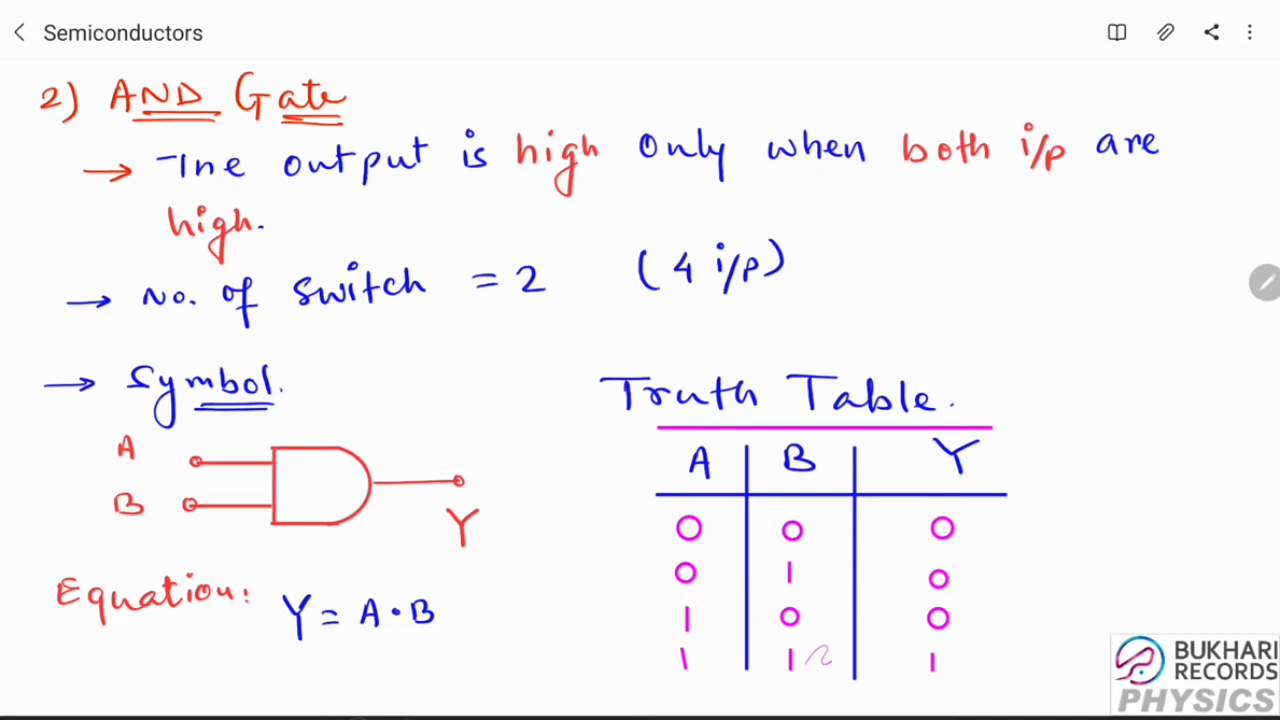 Semiconductors
2) AND Gate
→ The output is high only when both i/p are
high.
→ No. of switch = 2 (4 i/p)
→ Symbol.
A
B
Y
Equation: Y = A · B
Truth Table.
A B Y
0 0 0
0 1 0
1 0 0
1 1 1
BUKHARI
RECORDS
PHYSICS